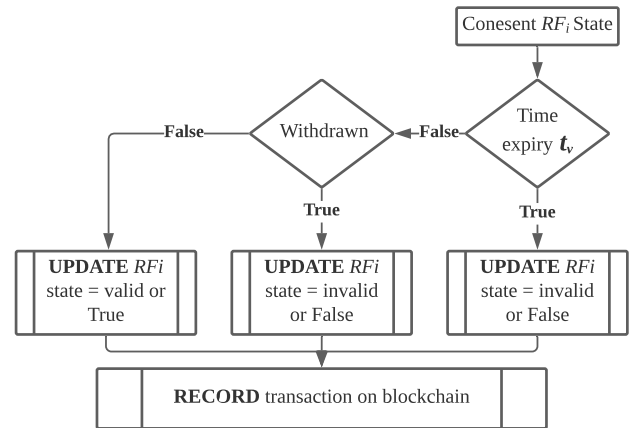 Conesent RFi State
Time
expiry tv
Withdrawn
False
False
True
True
UPDATE RFi
state = valid or
True
UPDATE RFi
state = invalid
or False
UPDATE RFi
state = invalid
or False
RECORD transaction on blockchain